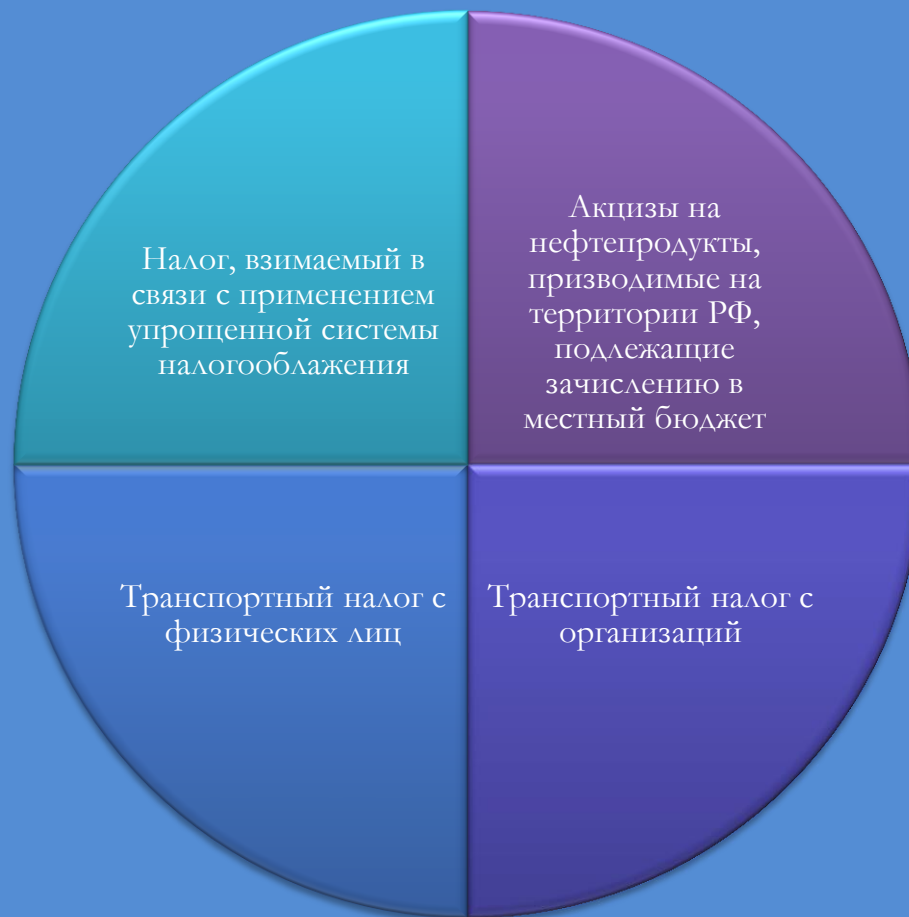 Налог, взимаемый в
связи с применением
упрощенной системы
налогооблажения
Акцизы на
нефтепродукты,
призводимые на
территории РФ,
подлежащие
зачислению в
местный бюджет
Транспортный налог с
физических лиц
Транспортный налог с
организаций